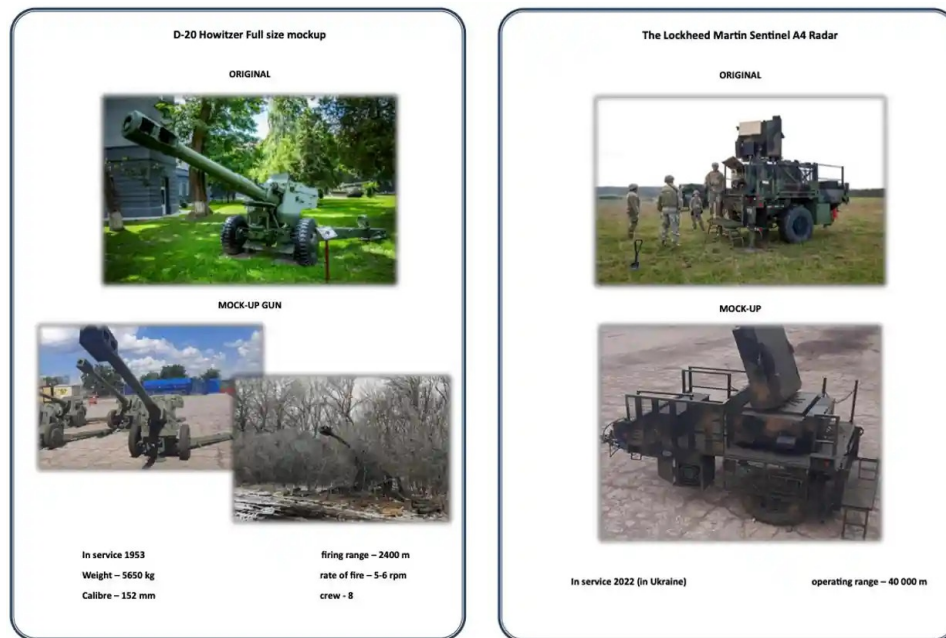 D-20 Howitzer Full size mockup
ORIGINAL
MOCK-UP GUN
In service 1953
Weight – 5650 kg
Calibre – 152 mm
firing range – 2400 m
rate of fire – 5-6 rpm
crew - 8
The Lockheed Martin Sentinel A4 Radar
ORIGINAL
MOCK-UP
In service 2022 (in Ukraine)
operating range – 40 000 m